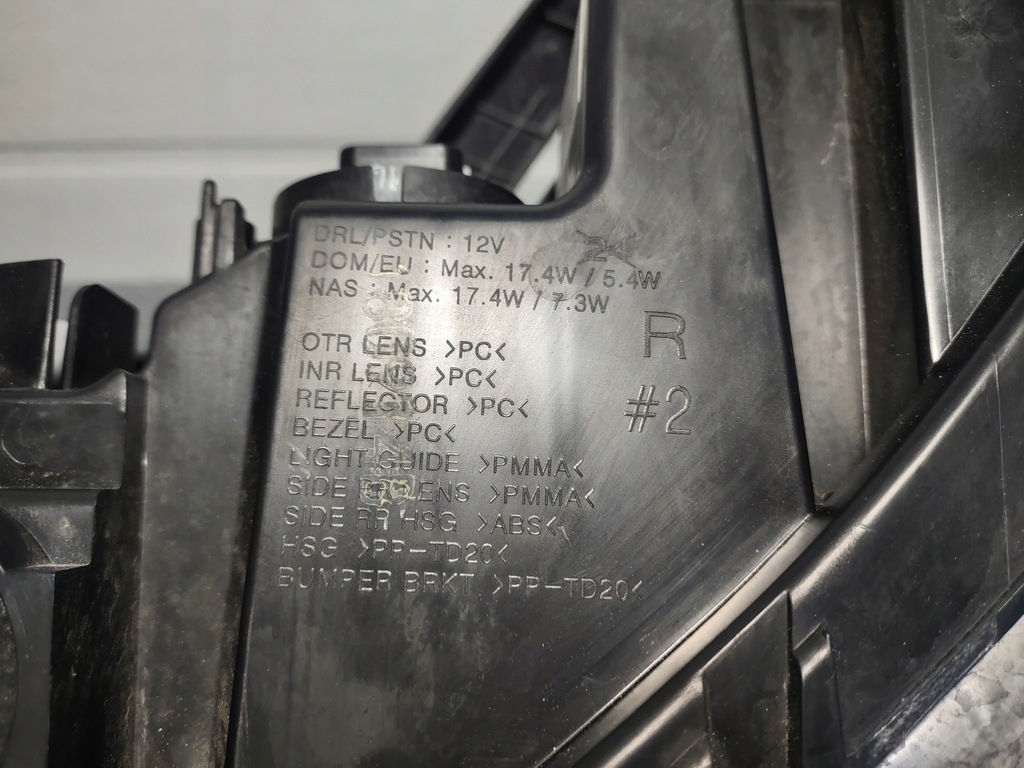 DRL/PSTN : 12V
DOM/EU : Max. 17.4W / 5.4W
NAS : Max. 17.4W / 7.3W
OTR LENS >PC<
INR LENS >PC<
REFLECTOR >PC<
BEZEL >PC<
LIGHT GUIDE >PMMA<
SIDE RR LENS >PMMA<
SIDE RR HSG >ABS<
HSG >PP-TD20<
BUMPER BRKT >PP-TD20<
R
#2